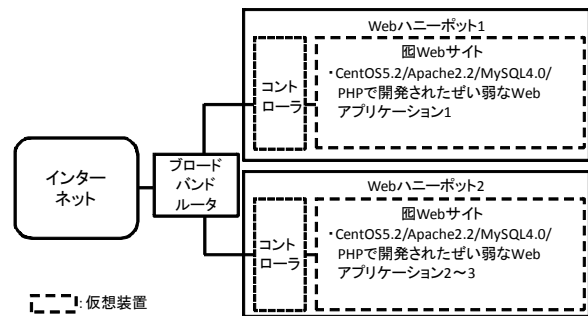 Webハニーポット1
囮Webサイト
・CentOS5.2/Apache2.2/MySQL4.0/
PHPで開発されたぜい弱なWeb
アプリケーション1
コント
ローラ
インター
ネット
ブロード
バンド
ルータ
Webハニーポット2
囮Webサイト
・CentOS5.2/Apache2.2/MySQL4.0/
PHPで開発されたぜい弱なWeb
アプリケーション2～3
コント
ローラ
:仮想装置